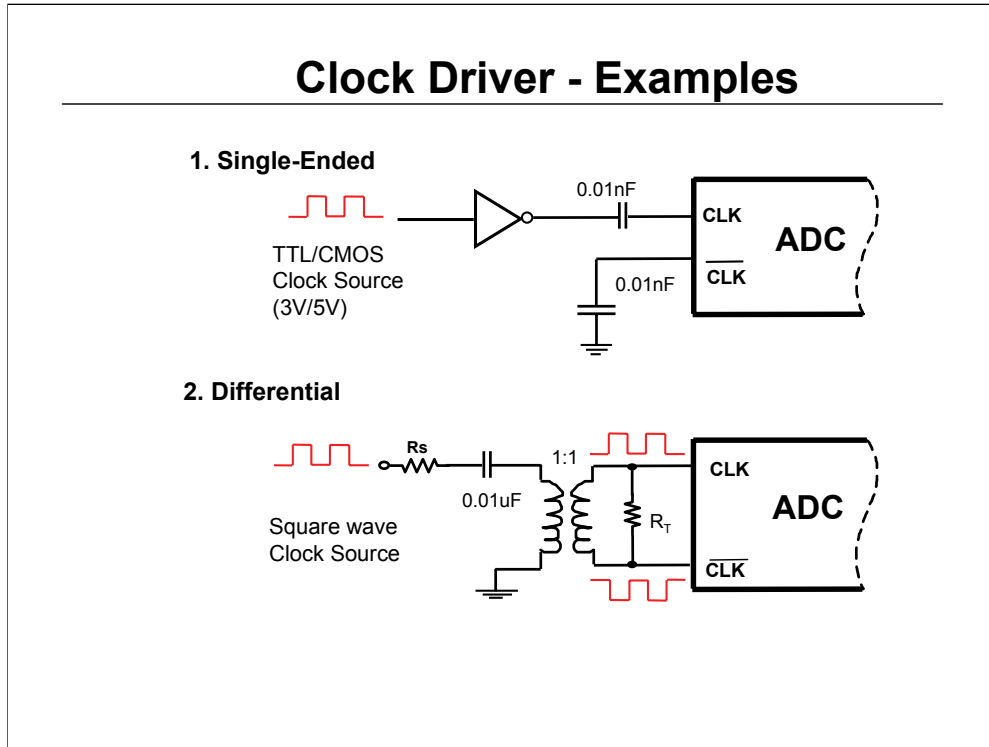 Clock Driver - Examples
1. Single-Ended
0.01nF
CLK
ADC
TTL/CMOS
Clock Source
(3V/5V)
0.01nF
CLK
2. Differential
Rs
1:1
CLK
0.01uF
ADC
RT
Square wave
Clock Source
CLK